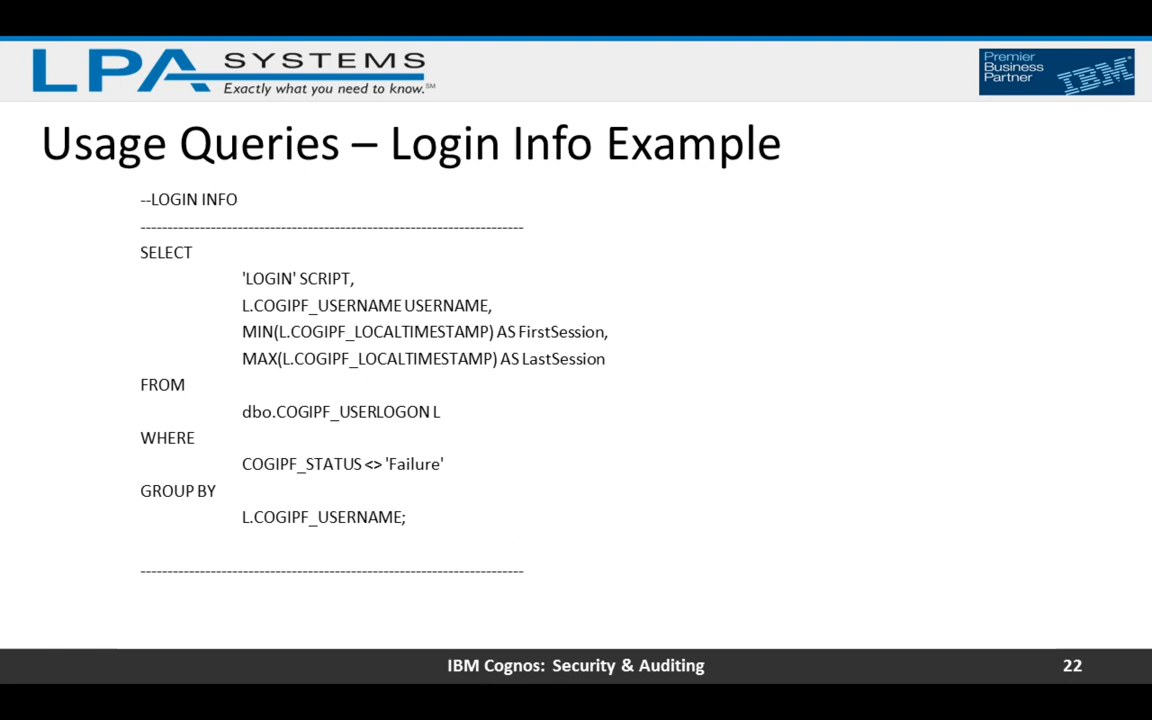 LPA SYSTEMS
Exactly what you need to know.SM
Premier
Business
Partner
IBM
Usage Queries – Login Info Example
--LOGIN INFO
-----------------------------------------------------------------------
SELECT
'LOGIN' SCRIPT,
L.COGIPF_USERNAME USERNAME,
MIN(L.COGIPF_LOCALTIMESTAMP) AS FirstSession,
MAX(L.COGIPF_LOCALTIMESTAMP) AS LastSession
FROM
dbo.COGIPF_USERLOGON L
WHERE
COGIPF_STATUS <> 'Failure'
GROUP BY
L.COGIPF_USERNAME;
-----------------------------------------------------------------------
IBM Cognos: Security & Auditing
22